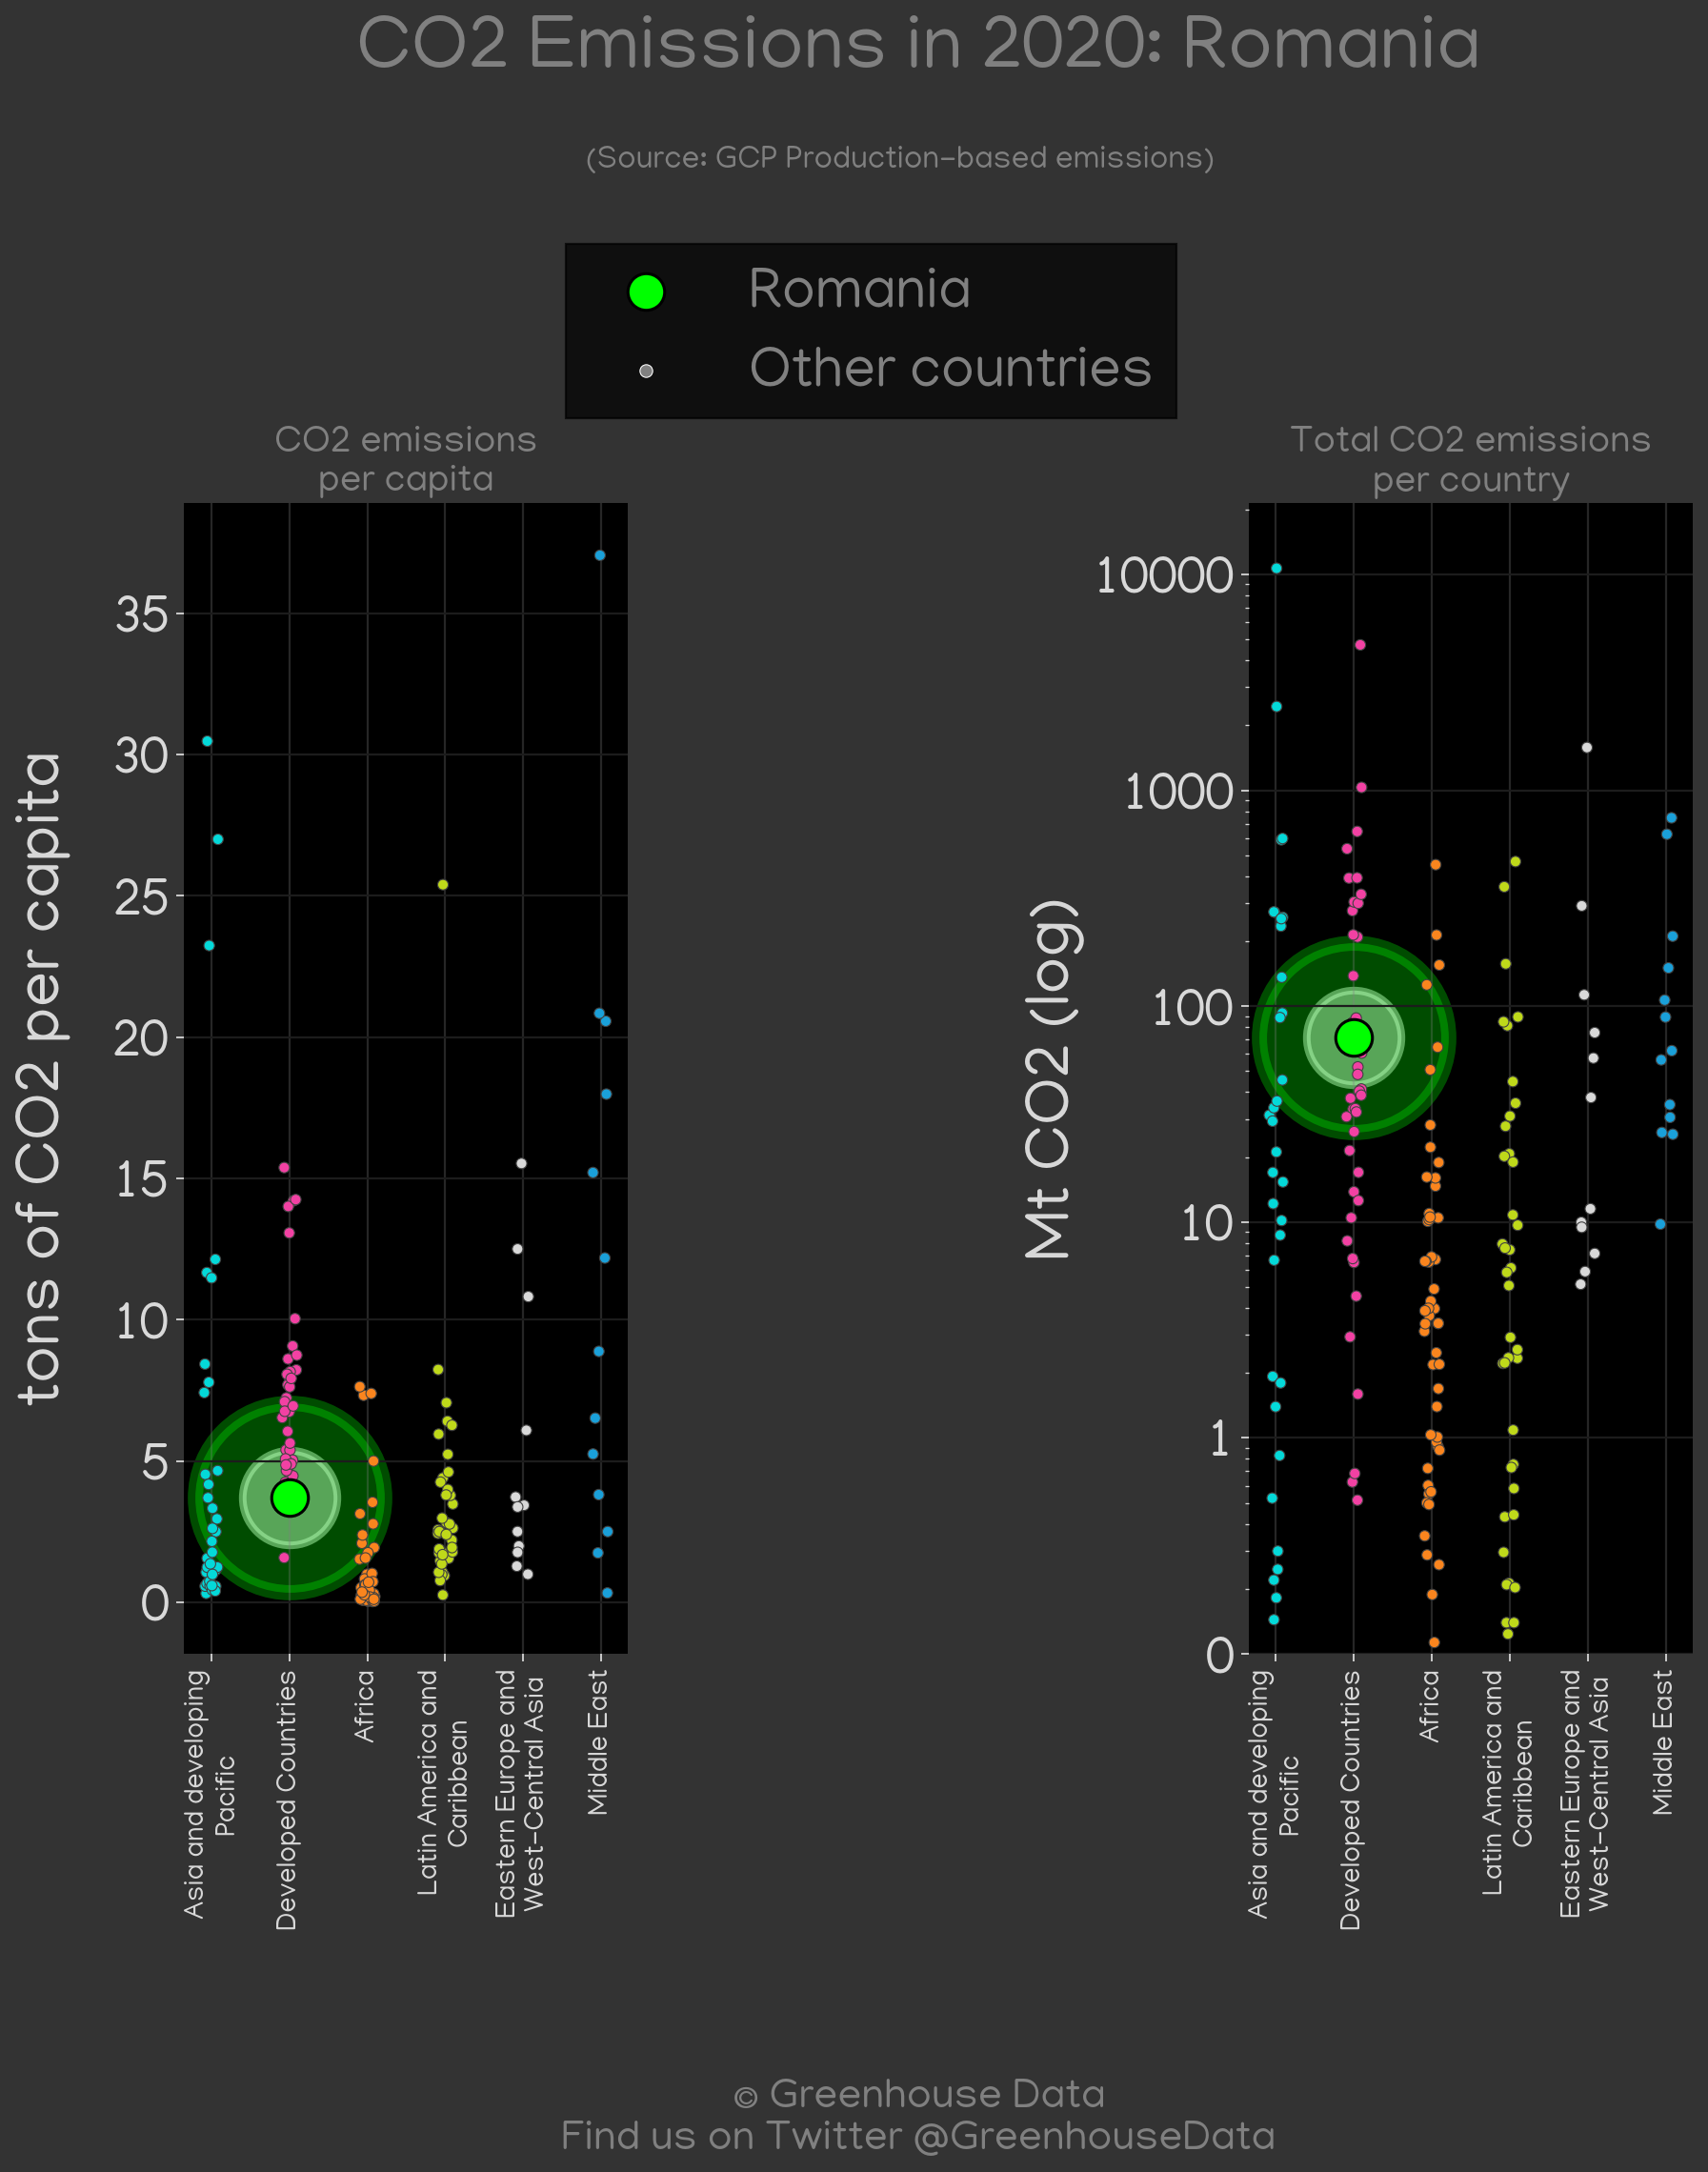 CO2 Emissions in 2020: Romania
(Source: GCP Production-based emissions)
Romania
Other countries
CO2 emissions
per capita
tons of CO2 per capita
35
30
25
20
15
10
5
0
Asia and developing
Pacific
Developed Countries
Africa
Latin America and
Caribbean
Eastern Europe and
West-Central Asia
Middle East
Total CO2 emissions
per country
Mt CO2 (log)
10000
1000
100
10
1
0
Asia and developing
Pacific
Developed Countries
Africa
Latin America and
Caribbean
Eastern Europe and
West-Central Asia
Middle East
© Greenhouse Data
Find us on Twitter @GreenhouseData